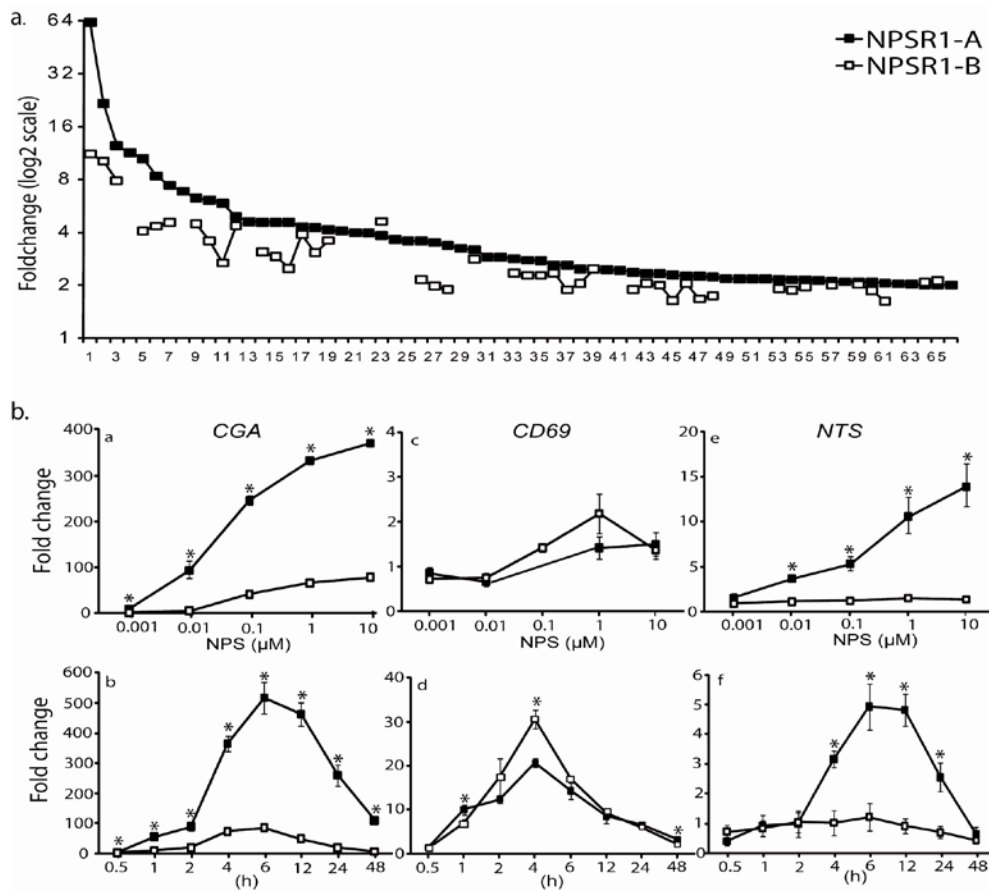 a.
64
32
16
8
4
2
1
Foldchange (log2 scale)
NPSR1-A
NPSR1-B
1 3 5 7 9 11 13 15 17 19 21 23 25 27 29 31 33 35 37 39 41 43 45 47 49 51 53 55 57 59 61 63 65
b.
a
CGA
400
300
200
100
0
Fold change
* * * * *
0.001 0.01 0.1 1 10
NPS (μM)
c
CD69
4
3
2
1
0
0.001 0.01 0.1 1 10
NPS (μM)
e
NTS
20
15
10
5
0
* * * *
0.001 0.01 0.1 1 10
NPS (μM)
b
600
500
400
300
200
100
0
Fold change
* * * * * * * *
0.5 1 2 4 6 12 24 48
(h)
d
30
20
10
0
* * *
0.5 1 2 4 6 12 24 48
(h)
f
6
5
4
3
2
1
0
* * * *
0.5 1 2 4 6 12 24 48
(h)